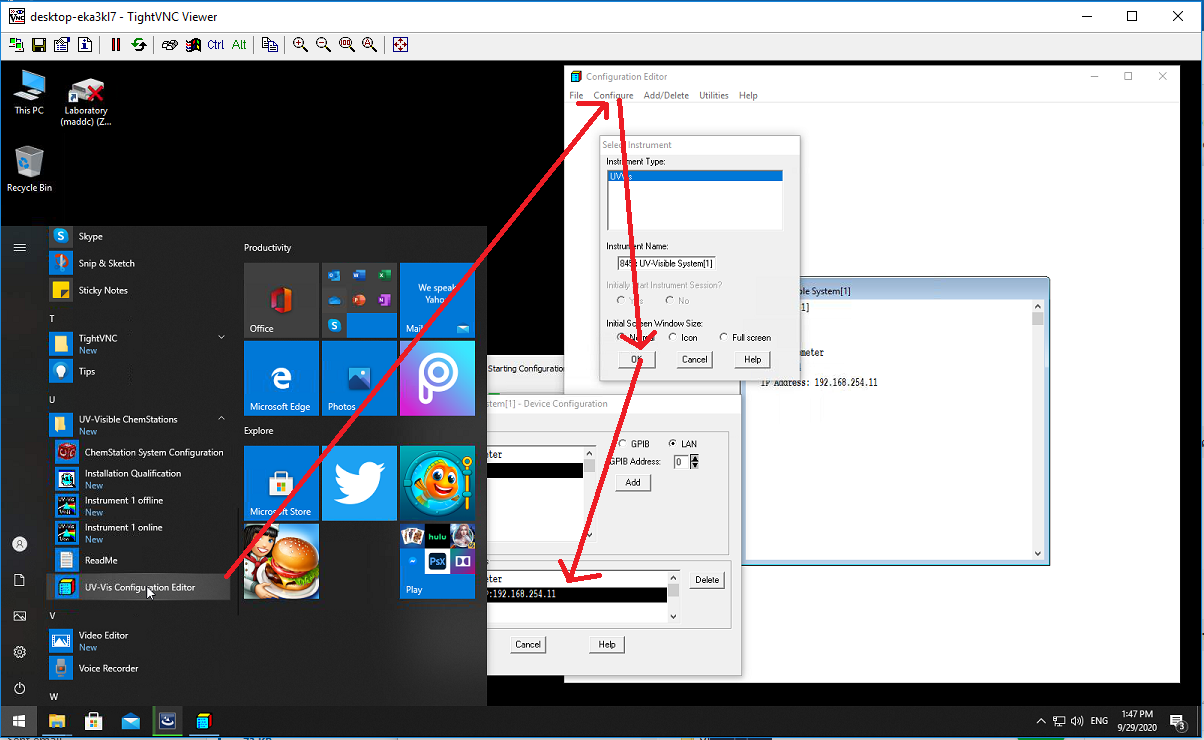 desktop-eka3kl7 - TightVNC Viewer
Ctrl Alt
This PC
Laboratory
(maddc) (Z...
Recycle Bin
Skype
Snip & Sketch
Sticky Notes
T
TightVNC
New
Tips
U
UV-Visible ChemStations
New
ChemStation System Configuration
Installation Qualification
New
Instrument 1 offline
New
Instrument 1 online
New
ReadMe
UV-Vis Configuration Editor
V
Video Editor
New
Voice Recorder
W
Productivity
Office
We speak
Yahoo
Mail
Microsoft Edge
Photos
Explore
Microsoft Store
hulu
Play
Starting Configuratio
Configuration Editor
File Configure Add/Delete Utilities Help
Select Instrument
Instrument Type:
Instrument Name:
UV-Visible System[1]
Initially Start Instrument Session?
Yes No
Initial Screen Window Size:
Normal Icon Full screen
OK Cancel Help
ble System[1]
1]
meter
IP Address: 192.168.254.11
stem[1] - Device Configuration
GPIB LAN
GPIB Address: 0
Add
eter
eter
P:192.168.254.11
Delete
Cancel Help
ENG
1:47 PM
9/29/2020
3